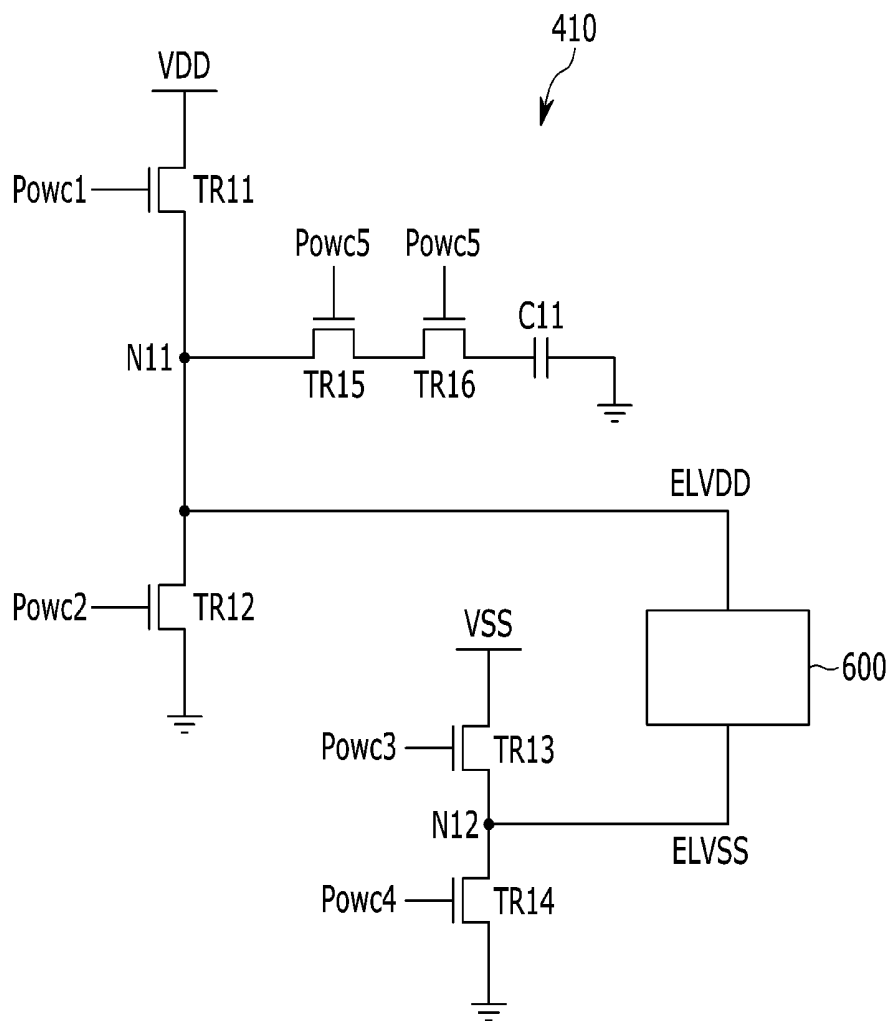 410
VDD
Powc1
TR11
Powc5
Powc5
C11
N11
TR15
TR16
ELVDD
Powc2
TR12
VSS
600
Powc3
TR13
N12
ELVSS
Powc4
TR14